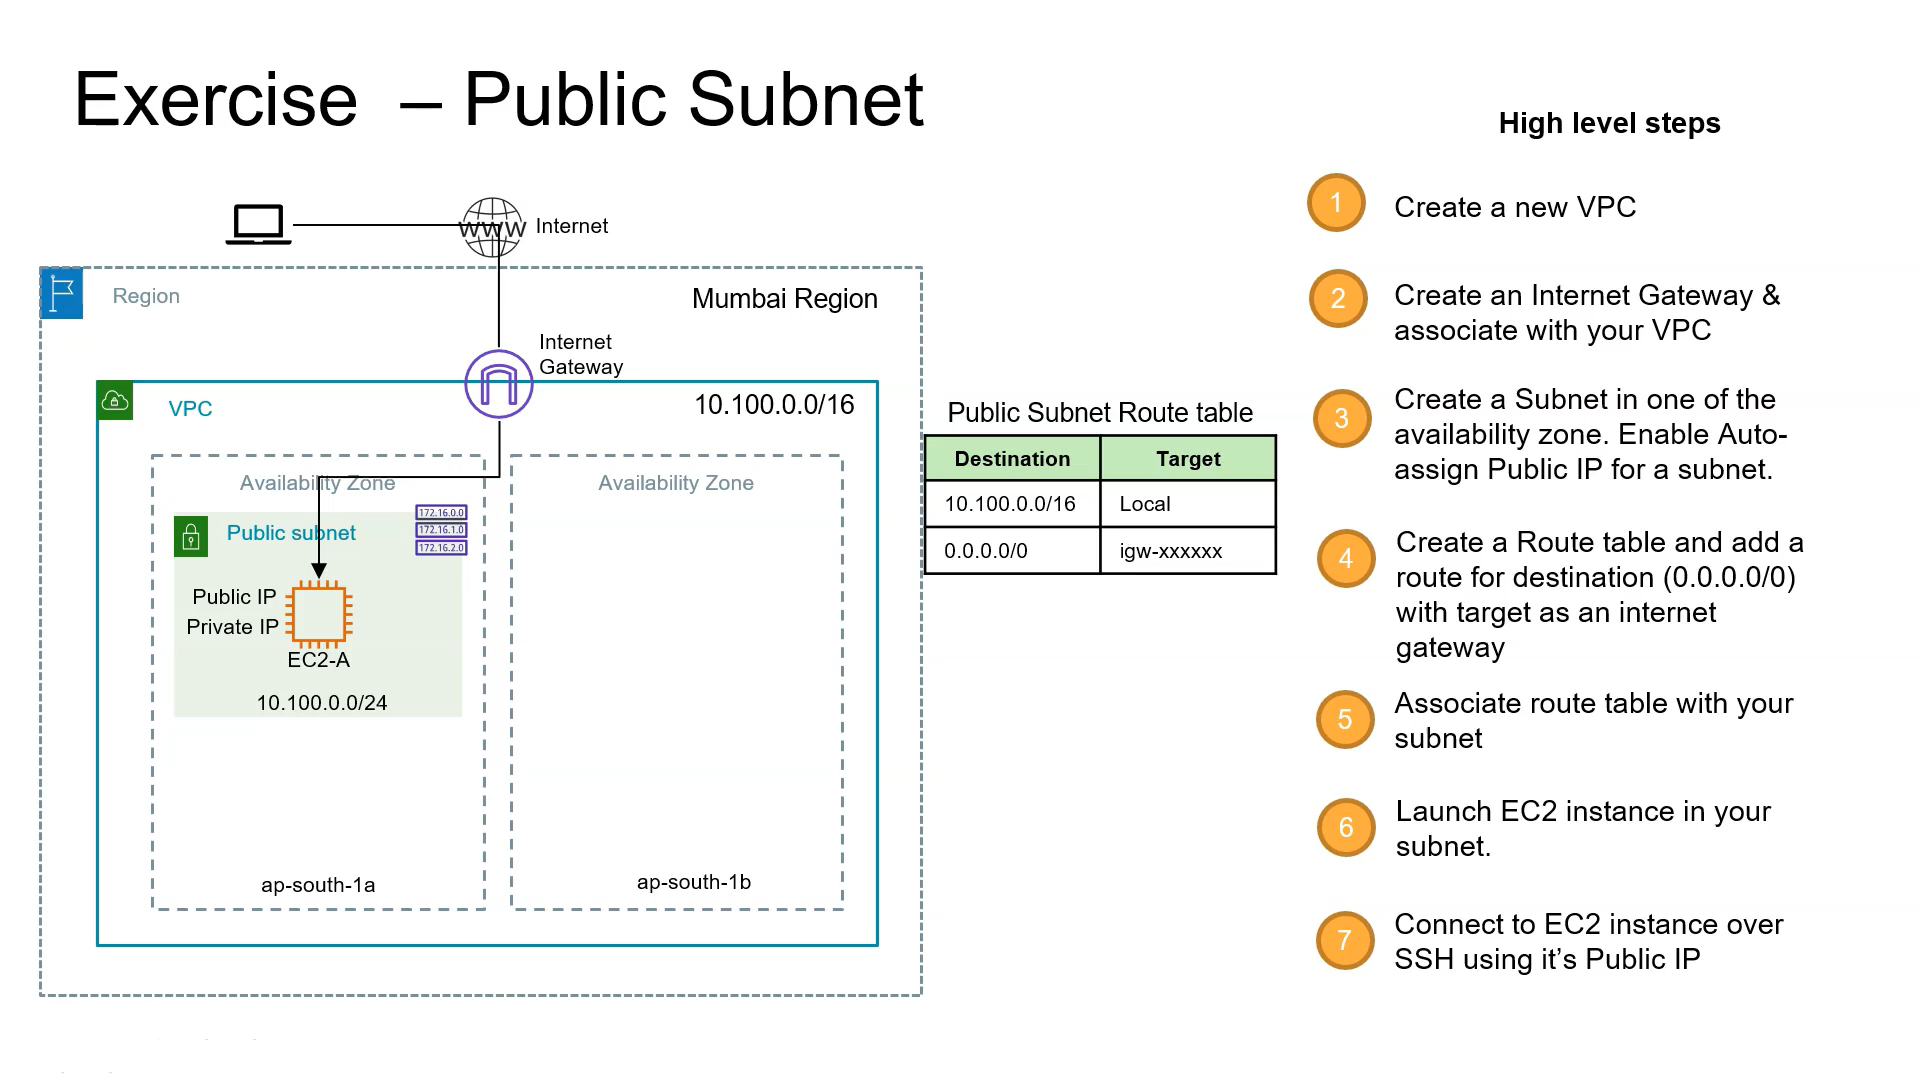 Exercise – Public Subnet
High level steps
1
Create a new VPC
2
Create an Internet Gateway &
associate with your VPC
3
Create a Subnet in one of the
availability zone. Enable Auto-
assign Public IP for a subnet.
4
Create a Route table and add a
route for destination (0.0.0.0/0)
with target as an internet
gateway
5
Associate route table with your
subnet
6
Launch EC2 instance in your
subnet.
7
Connect to EC2 instance over
SSH using it’s Public IP
WWW
Internet
Region
Mumbai Region
Internet
Gateway
VPC
10.100.0.0/16
Availability Zone
Availability Zone
Public subnet
172.16.0.0
172.16.1.0
172.16.2.0
Public IP
Private IP
EC2-A
10.100.0.0/24
ap-south-1a
ap-south-1b
Public Subnet Route table
Destination Target
10.100.0.0/16 Local
0.0.0.0/0 igw-xxxxxx